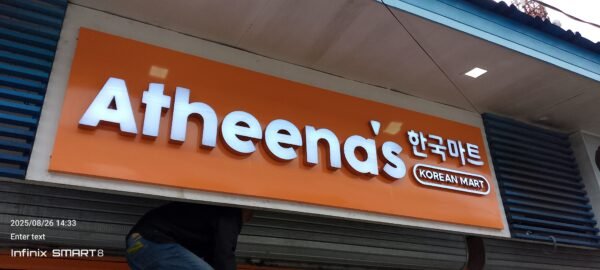 Atheena's
한국마트
KOREAN MART
2025/08/26 14:33
Enter text
Infinix SMART 8